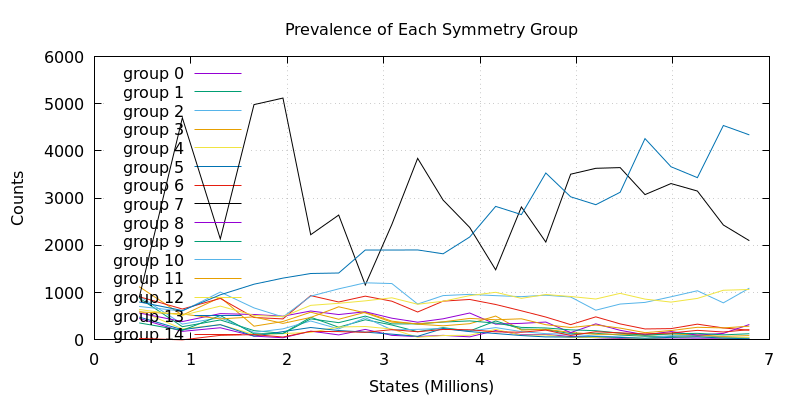 Prevalence of Each Symmetry Group
6000
5000
4000
3000
2000
1000
0
Counts
group 0
group 1
group 2
group 3
group 4
group 5
group 6
group 7
group 8
group 9
group 10
group 11
group 12
group 13
group 14
0 1 2 3 4 5 6 7
States (Millions)